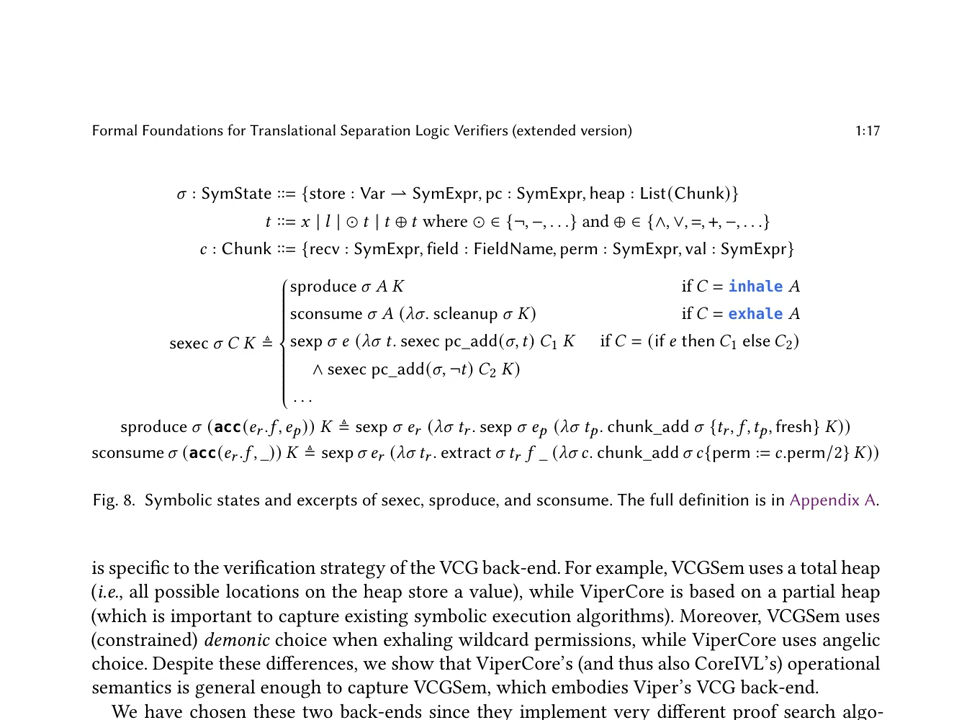 Formal Foundations for Translational Separation Logic Verifiers (extended version) 1:17
σ : SymState ::= {store : Var ⇀ SymExpr, pc : SymExpr, heap : List(Chunk)}
t ::= x | l | ⊙ t | t ⊕ t where ⊙ ∈ {¬, −, . . .} and ⊕ ∈ {∧, ∨, =, +, −, . . .}
c : Chunk ::= {recv : SymExpr, field : FieldName, perm : SymExpr, val : SymExpr}
sproduce σ A K if C = inhale A
sconsume σ A (λσ. scleanup σ K) if C = exhale A
sexec σ C K ≜ { sexp σ e (λσ t. sexec pc_add(σ, t) C₁ K if C = (if e then C₁ else C₂)
∧ sexec pc_add(σ, ¬t) C₂ K)
. . .
sproduce σ (acc(eᵣ.f, eₚ)) K ≜ sexp σ eᵣ (λσ tᵣ. sexp σ eₚ (λσ tₚ. chunk_add σ {tᵣ, f, tₚ, fresh} K))
sconsume σ (acc(eᵣ.f, _)) K ≜ sexp σ eᵣ (λσ tᵣ. extract σ tᵣ f _ (λσ c. chunk_add σ c{perm := c.perm/2} K))
Fig. 8. Symbolic states and excerpts of sexec, sproduce, and sconsume. The full definition is in Appendix A.
is specific to the verification strategy of the VCG back-end. For example, VCGSem uses a total heap
(i.e., all possible locations on the heap store a value), while ViperCore is based on a partial heap
(which is important to capture existing symbolic execution algorithms). Moreover, VCGSem uses
(constrained) demonic choice when exhaling wildcard permissions, while ViperCore uses angelic
choice. Despite these differences, we show that ViperCore's (and thus also CoreIVL's) operational
semantics is general enough to capture VCGSem, which embodies Viper's VCG back-end.
We have chosen these two back-ends since they implement very different proof search algo-